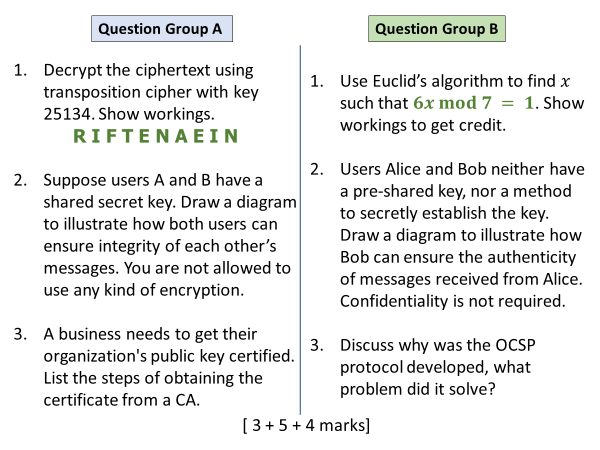 Question Group A
1. Decrypt the ciphertext using
transposition cipher with key
25134. Show workings.
R I F T E N A E I N
2. Suppose users A and B have a
shared secret key. Draw a diagram
to illustrate how both users can
ensure integrity of each other’s
messages. You are not allowed to
use any kind of encryption.
3. A business needs to get their
organization's public key certified.
List the steps of obtaining the
certificate from a CA.
Question Group B
1. Use Euclid’s algorithm to find x
such that 6x mod 7 = 1. Show
workings to get credit.
2. Users Alice and Bob neither have
a pre-shared key, nor a method
to secretly establish the key.
Draw a diagram to illustrate how
Bob can ensure the authenticity
of messages received from Alice.
Confidentiality is not required.
3. Discuss why was the OCSP
protocol developed, what
problem did it solve?
[ 3 + 5 + 4 marks]